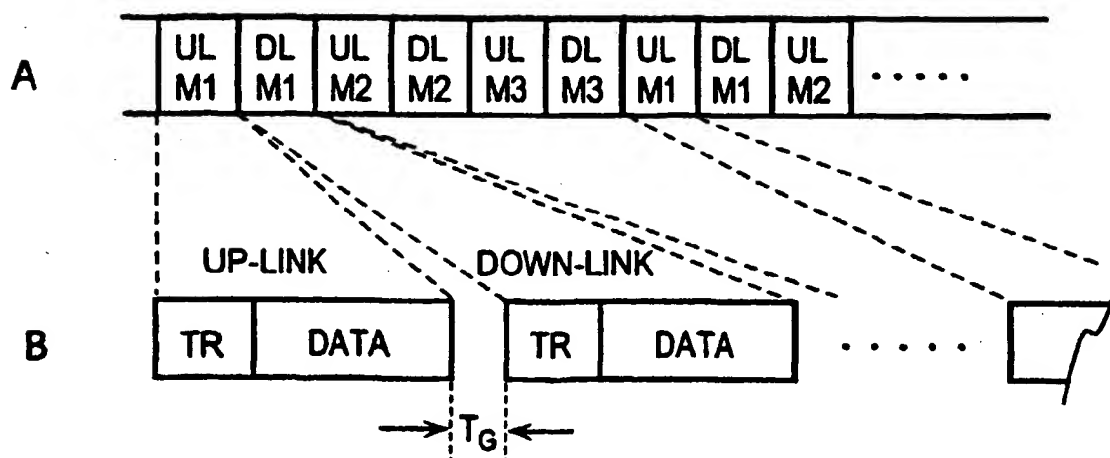 A
UL M1
DL M1
UL M2
DL M2
UL M3
DL M3
UL M1
DL M1
UL M2
.....
UP-LINK
DOWN-LINK
B
TR
DATA
TR
DATA
.....
TG